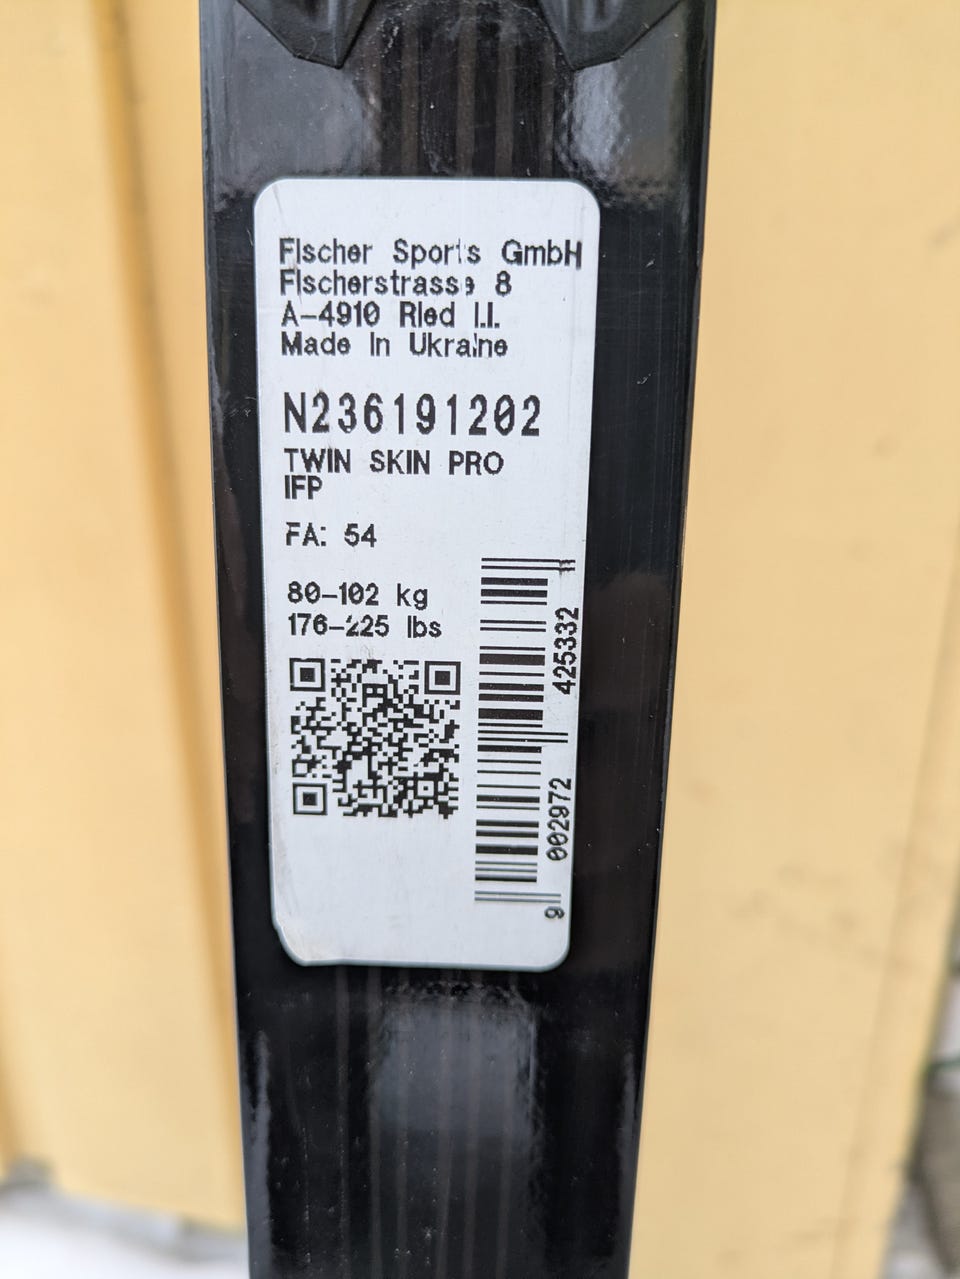 Fischer Sports GmbH
Fischerstrasse 8
A-4910 Ried i.I.
Made in Ukraine
N236191202
TWIN SKIN PRO
IFP
FA: 54
80-102 kg
176-225 lbs
9 002972 425332